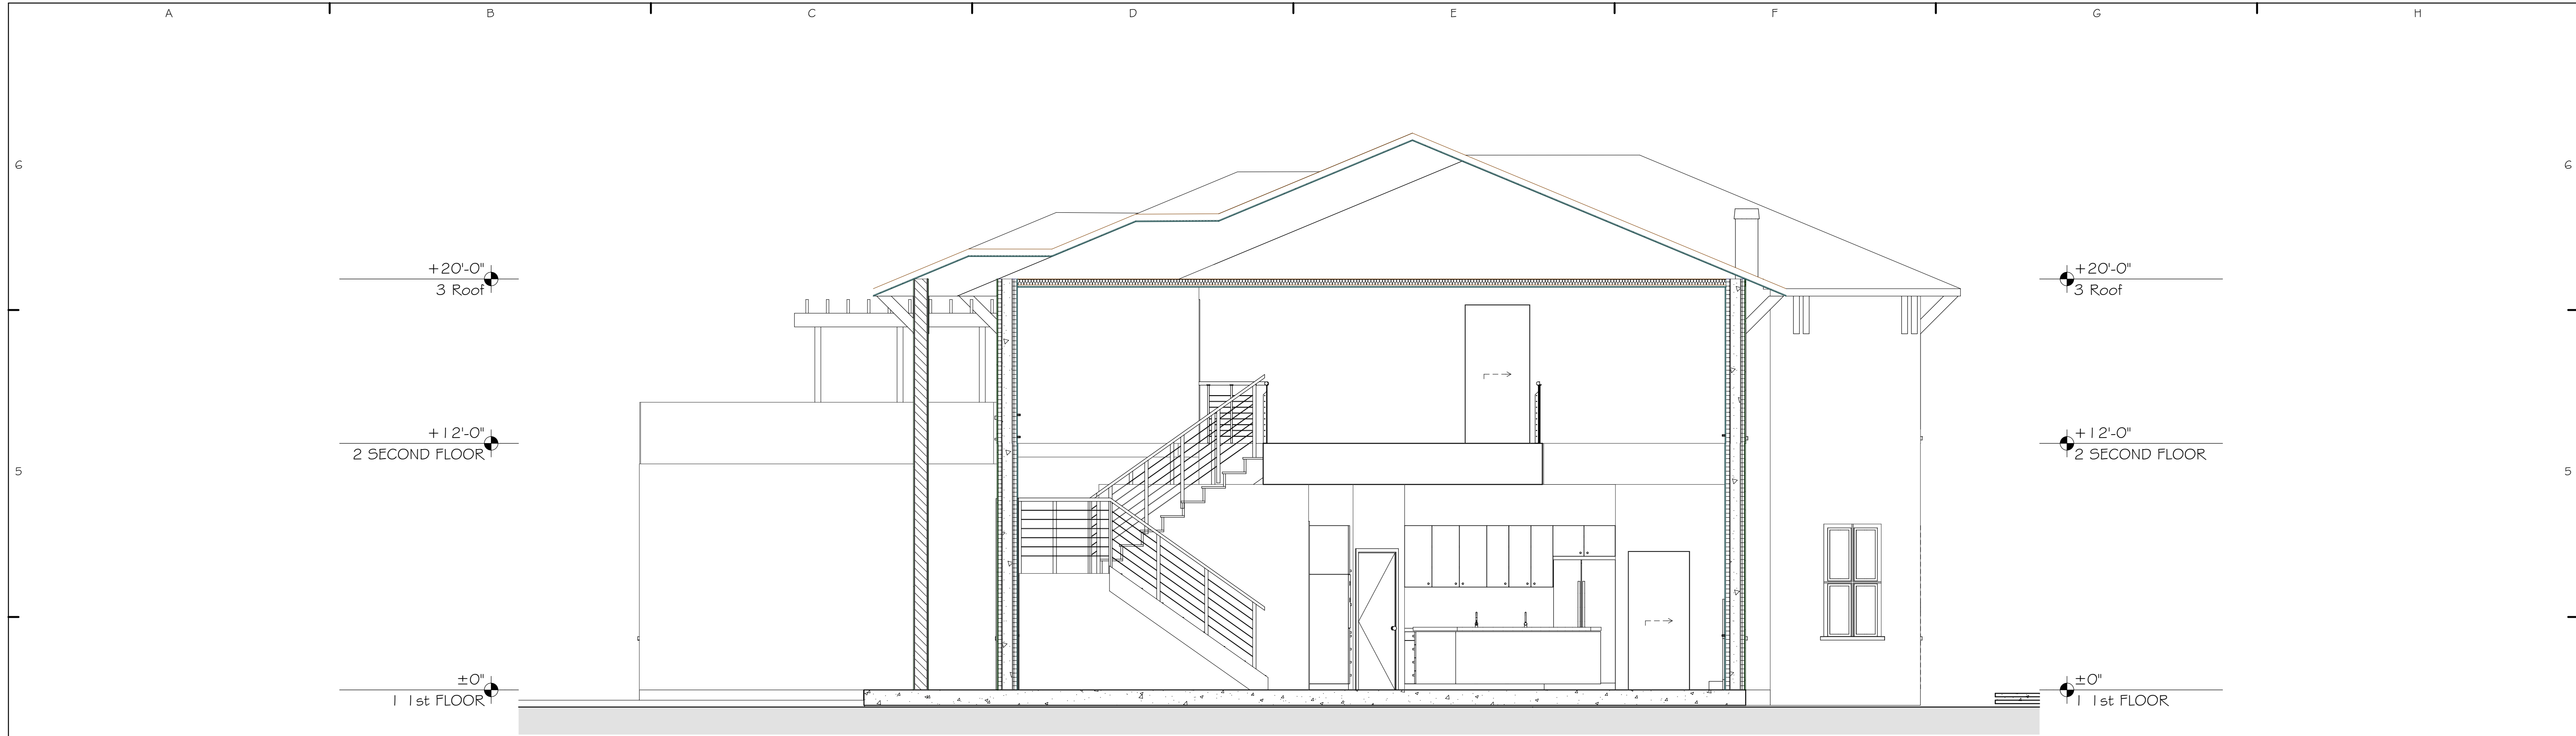 A B C D E F G H
6 6
+20'-0" +20'-0"
3 Roof 3 Roof
+12'-0" +12'-0"
2 SECOND FLOOR 2 SECOND FLOOR
5 5
±0" ±0"
1 1st FLOOR 1 1st FLOOR